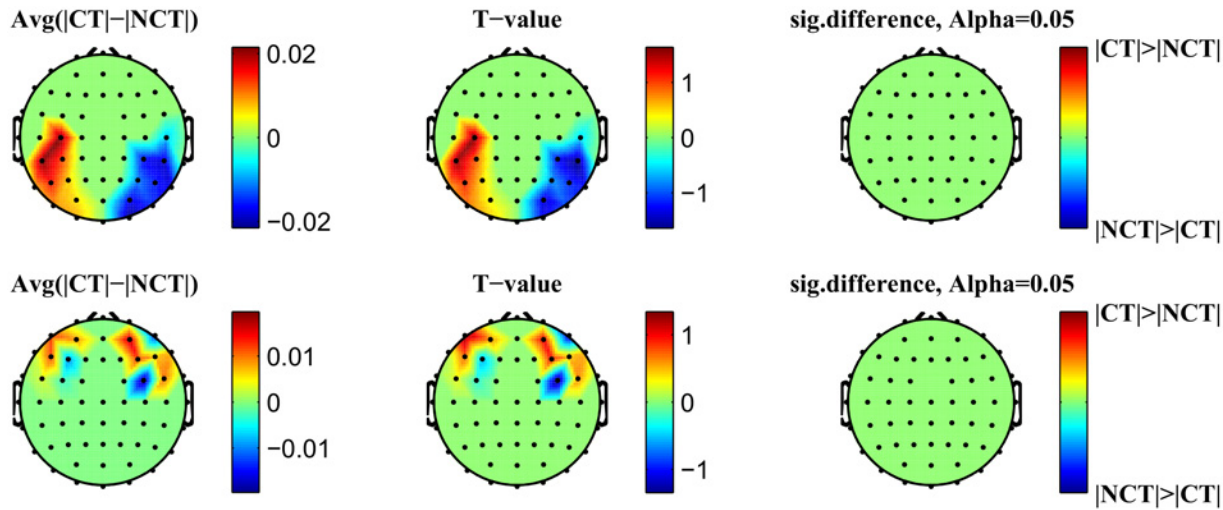 Avg(|CT|−|NCT|) T−value sig.difference, Alpha=0.05
0.02 1 |CT|>|NCT|
0 0
−0.02 −1 |NCT|>|CT|
Avg(|CT|−|NCT|) T−value sig.difference, Alpha=0.05
0.01 1 |CT|>|NCT|
0 0
−0.01 −1 |NCT|>|CT|